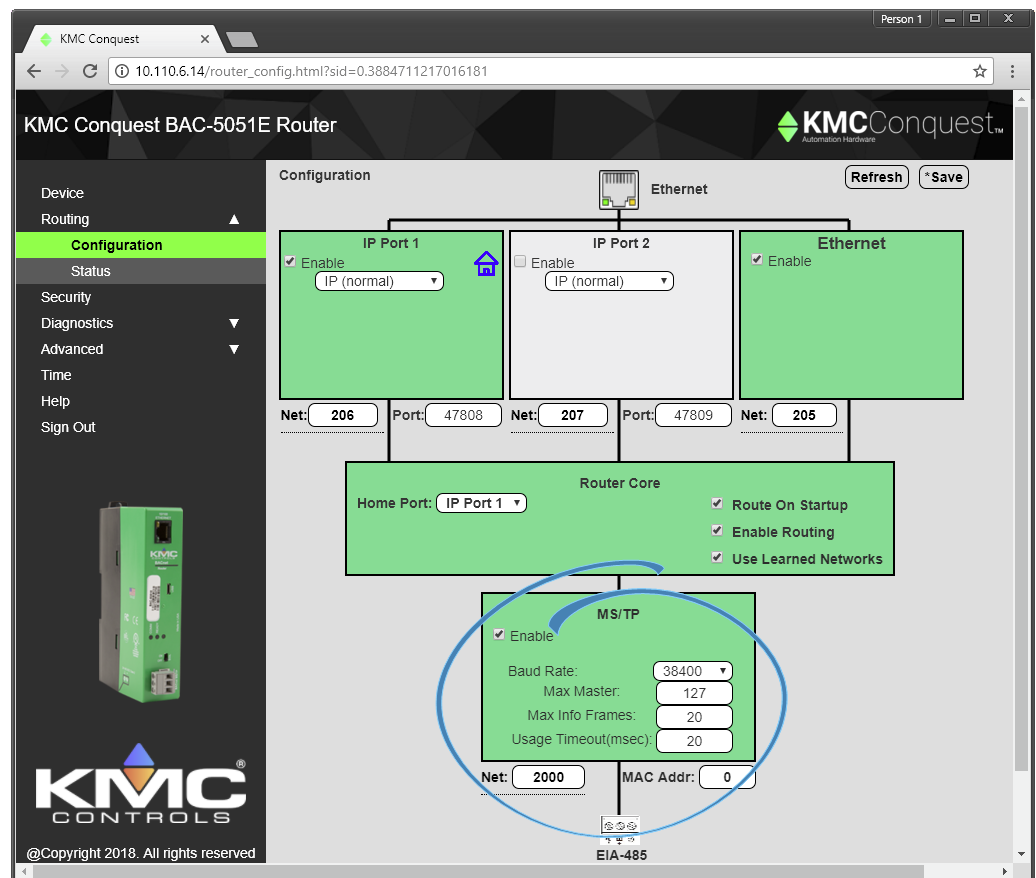 Person 1
KMC Conquest
10.110.6.14/router_config.html?sid=0.3884711217016181
KMC Conquest BAC-5051E Router
KMCConquest™
Automation Hardware
Device
Routing
Configuration
Status
Security
Diagnostics
Advanced
Time
Help
Sign Out
Configuration
Ethernet
Refresh
*Save
IP Port 1
Enable
IP (normal)
IP Port 2
Enable
IP (normal)
Ethernet
Enable
Net: 206
Port: 47808
Net: 207
Port: 47809
Net: 205
Router Core
Home Port: IP Port 1
Route On Startup
Enable Routing
Use Learned Networks
MS/TP
Enable
Baud Rate: 38400
Max Master: 127
Max Info Frames: 20
Usage Timeout(msec): 20
Net: 2000
MAC Addr: 0
EIA-485
KMC
KMC®
CONTROLS
@Copyright 2018. All rights reserved